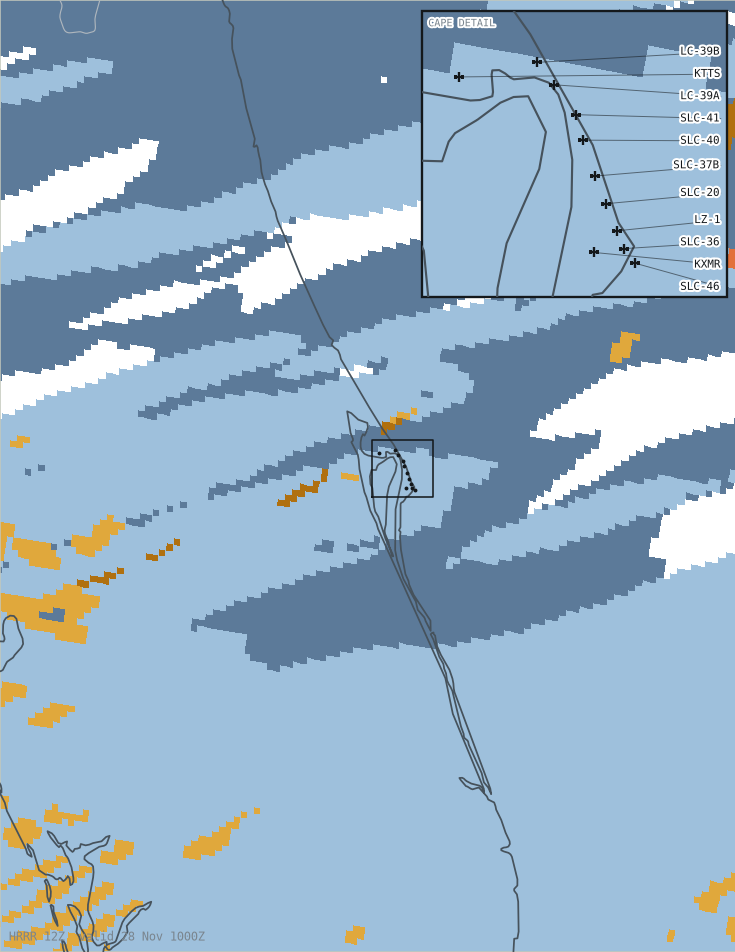 CAPE DETAIL
LC-39B
KTTS
LC-39A
SLC-41
SLC-40
SLC-37B
SLC-20
LZ-1
SLC-36
KXMR
SLC-46
HRRR 12Z valid 28 Nov 1000Z